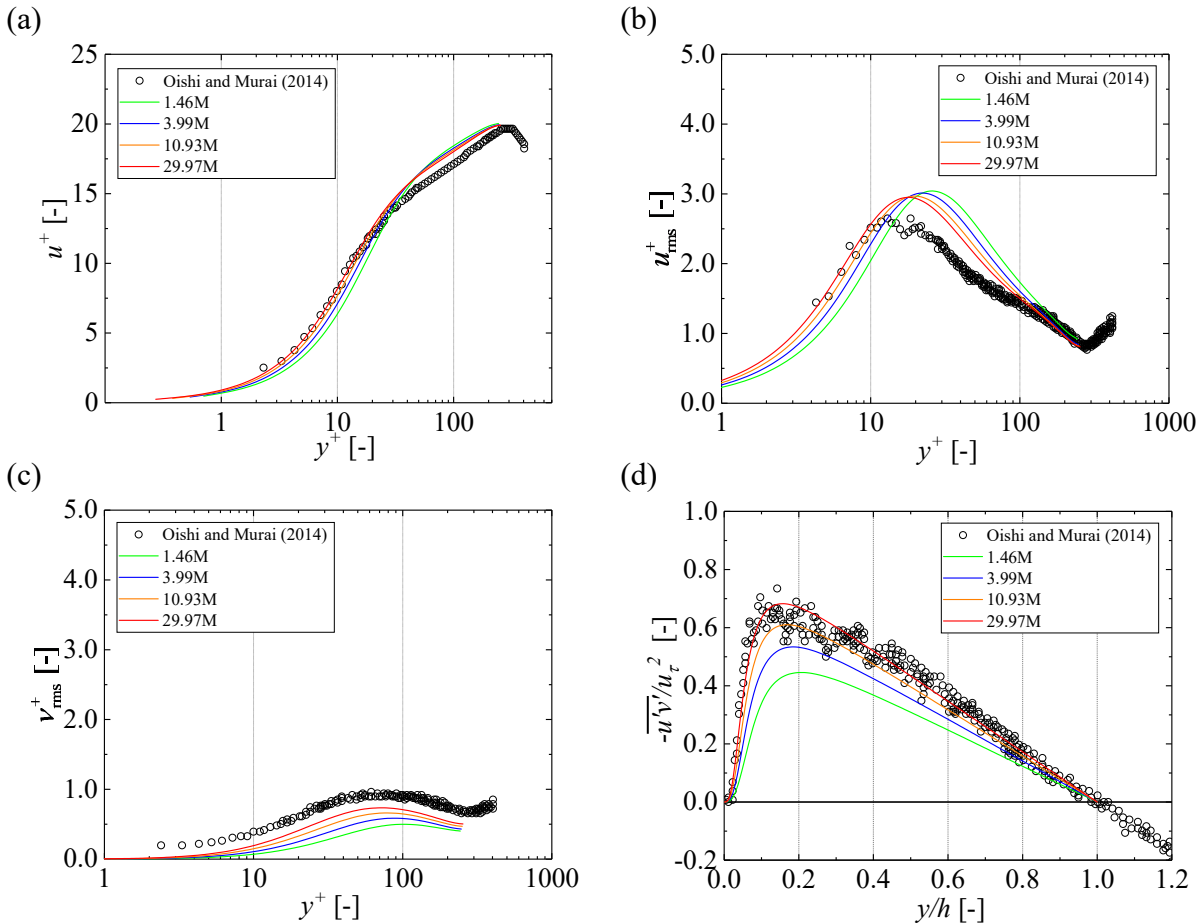 (a)
25
20
15
10
5
0
u⁺ [-]
Oishi and Murai (2014)
1.46M
3.99M
10.93M
29.97M
1 10 100
y⁺ [-]
(b)
5.0
4.0
3.0
2.0
1.0
0.0
u⁺rms [-]
Oishi and Murai (2014)
1.46M
3.99M
10.93M
29.97M
1 10 100 1000
y⁺ [-]
(c)
5.0
4.0
3.0
2.0
1.0
0.0
v⁺rms [-]
Oishi and Murai (2014)
1.46M
3.99M
10.93M
29.97M
1 10 100 1000
y⁺ [-]
(d)
1.0
0.8
0.6
0.4
0.2
0.0
-0.2
-u'v'/uτ² [-]
Oishi and Murai (2014)
1.46M
3.99M
10.93M
29.97M
0.0 0.2 0.4 0.6 0.8 1.0 1.2
y/h [-]